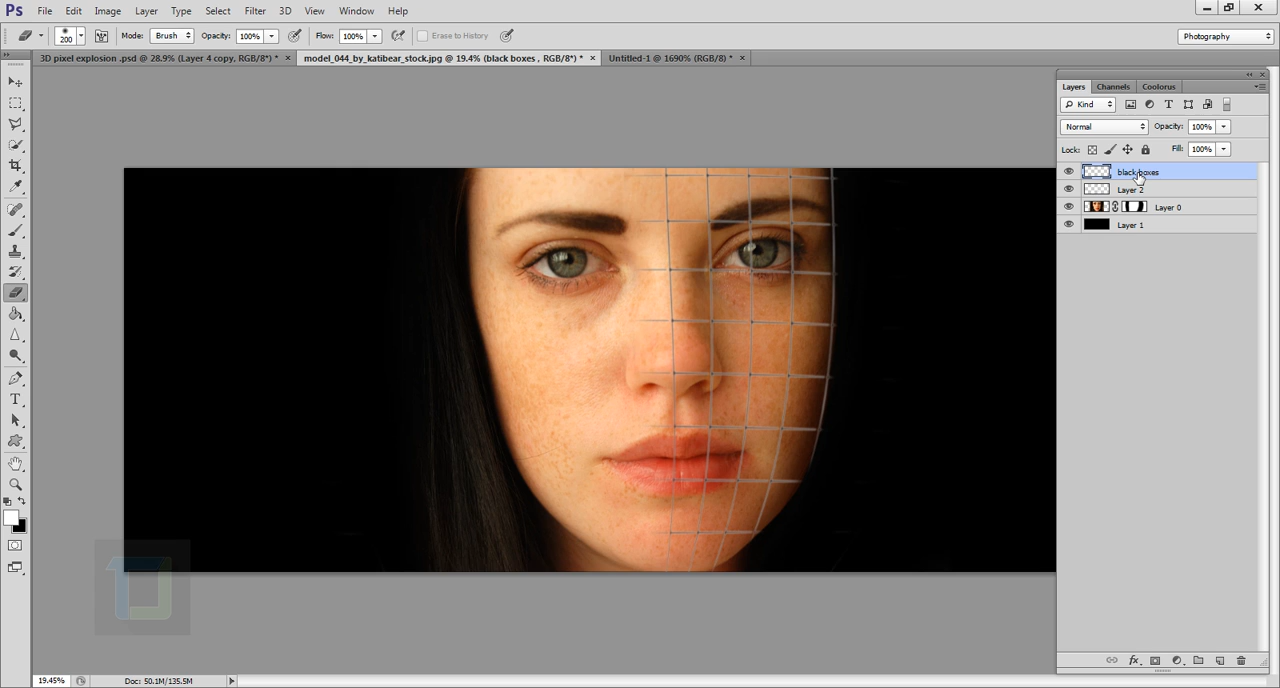 Ps File Edit Image Layer Type Select Filter 3D View Window Help
200 Mode: Brush Opacity: 100% Flow: 100% Erase to History Photography
3D pixel explosion .psd @ 28.9% (Layer 4 copy, RGB/8*) * × model_044_by_katibear_stock.jpg @ 19.4% (black boxes , RGB/8*) * × Untitled-1 @ 1690% (RGB/8) * ×
Layers Channels Coolorus
Kind
Normal Opacity: 100%
Lock: Fill: 100%
black boxes
Layer 2
Layer 0
Layer 1
19.45% Doc: 50.1M/135.5M